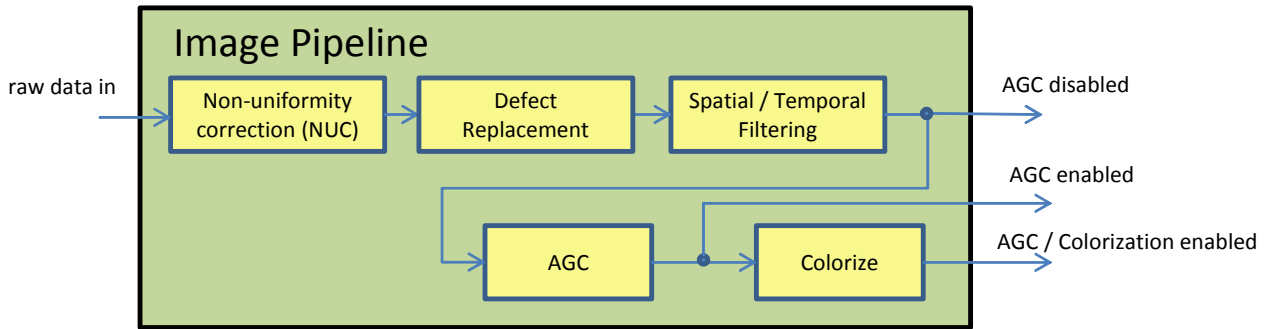 Image Pipeline
raw data in
Non-uniformity
correction (NUC)
Defect
Replacement
Spatial / Temporal
Filtering
AGC disabled
AGC enabled
AGC
Colorize
AGC / Colorization enabled